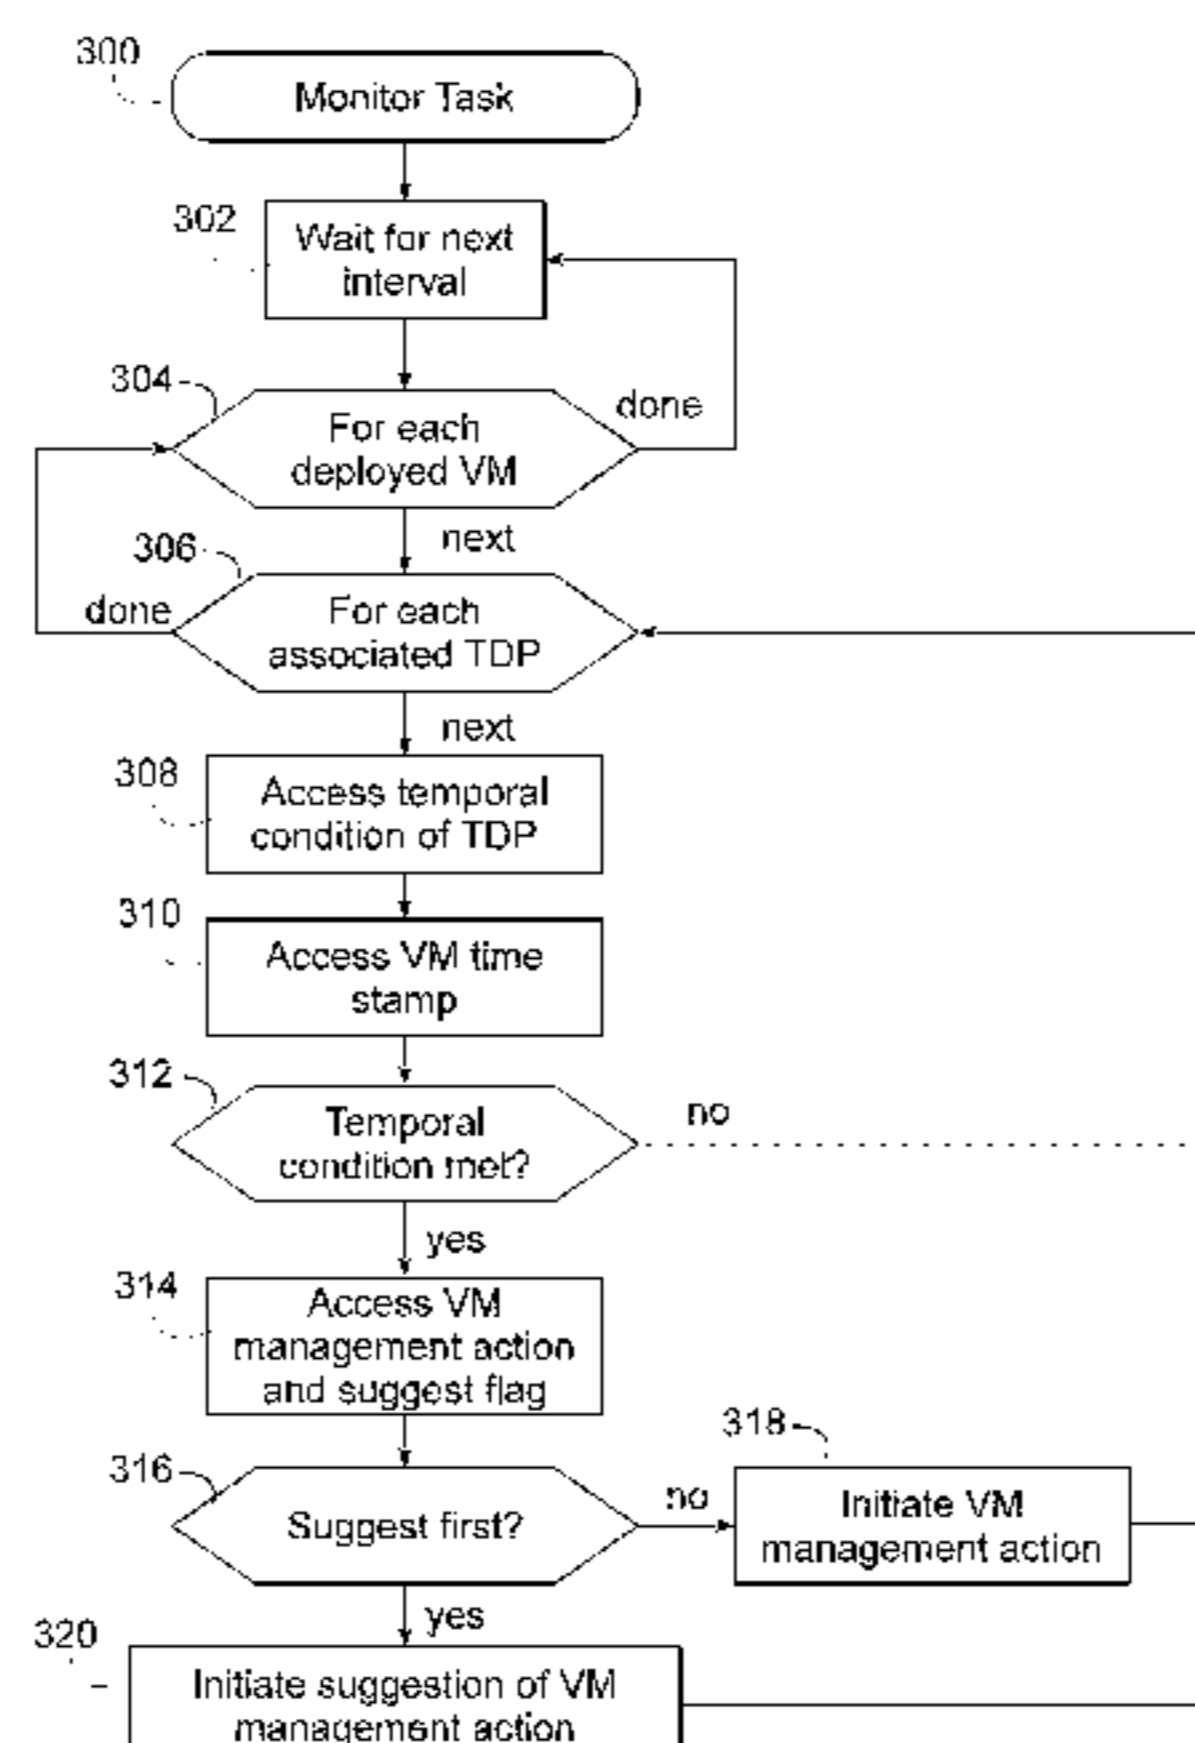 300
Monitor Task
302
Wait for next
interval
304
For each
deployed VM
done
next
306
For each
associated TDP
done
next
308
Access temporal
condition of TDP
310
Access VM time
stamp
312
Temporal
condition met?
no
yes
314
Access VM
management action
and suggest flag
316
Suggest first?
no
318
Initiate VM
management action
yes
320
Initiate suggestion of VM
management action